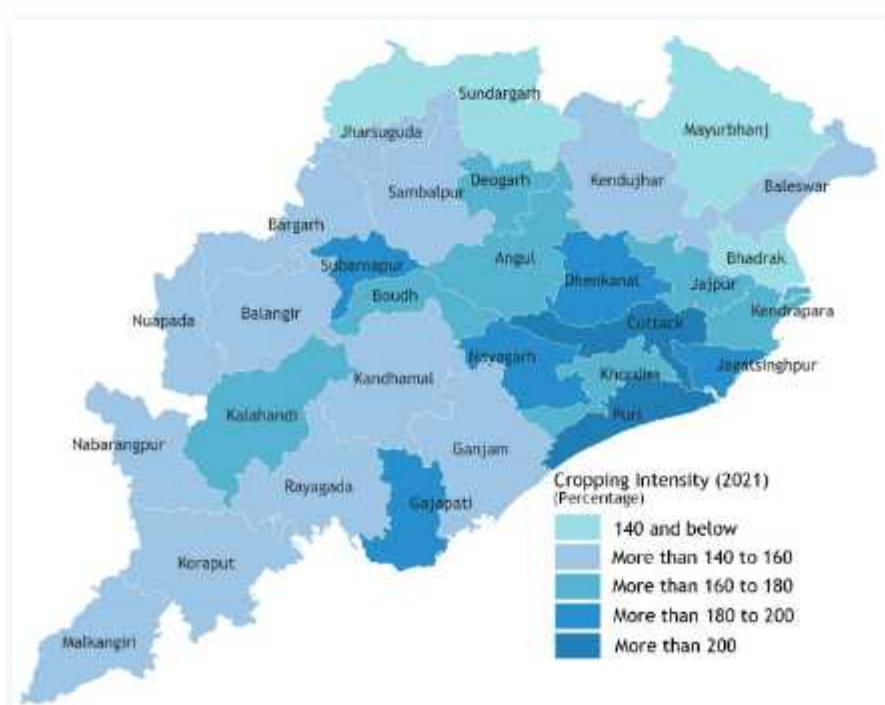 Sundargarh
Mayurbhanj
Jharsuguda
Sambalpur
Deogarh
Kendujhar
Baleswar
Bargarh
Subarnapur
Angul
Dhenkanal
Bhadrak
Jajpur
Boudh
Kendrapara
Nuapada
Balangir
Cuttack
Nayagarh
Jagatsinghpur
Kandhamal
Khordha
Kalahandi
Puri
Nabarangpur
Ganjam
Rayagada
Gajapati
Koraput
Malkangiri
Cropping Intensity (2021)
(Percentage)
140 and below
More than 140 to 160
More than 160 to 180
More than 180 to 200
More than 200